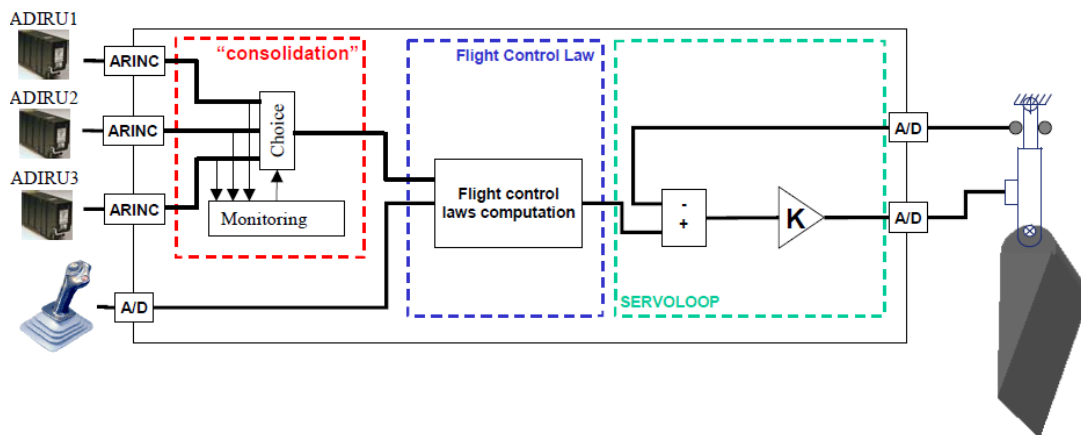 ADIRU1
ARINC
“consolidation”
Flight Control Law
ADIRU2
ARINC
Choice
A/D
ADIRU3
ARINC
Monitoring
Flight control
laws computation
-
+
K
A/D
A/D
SERVOLOOP